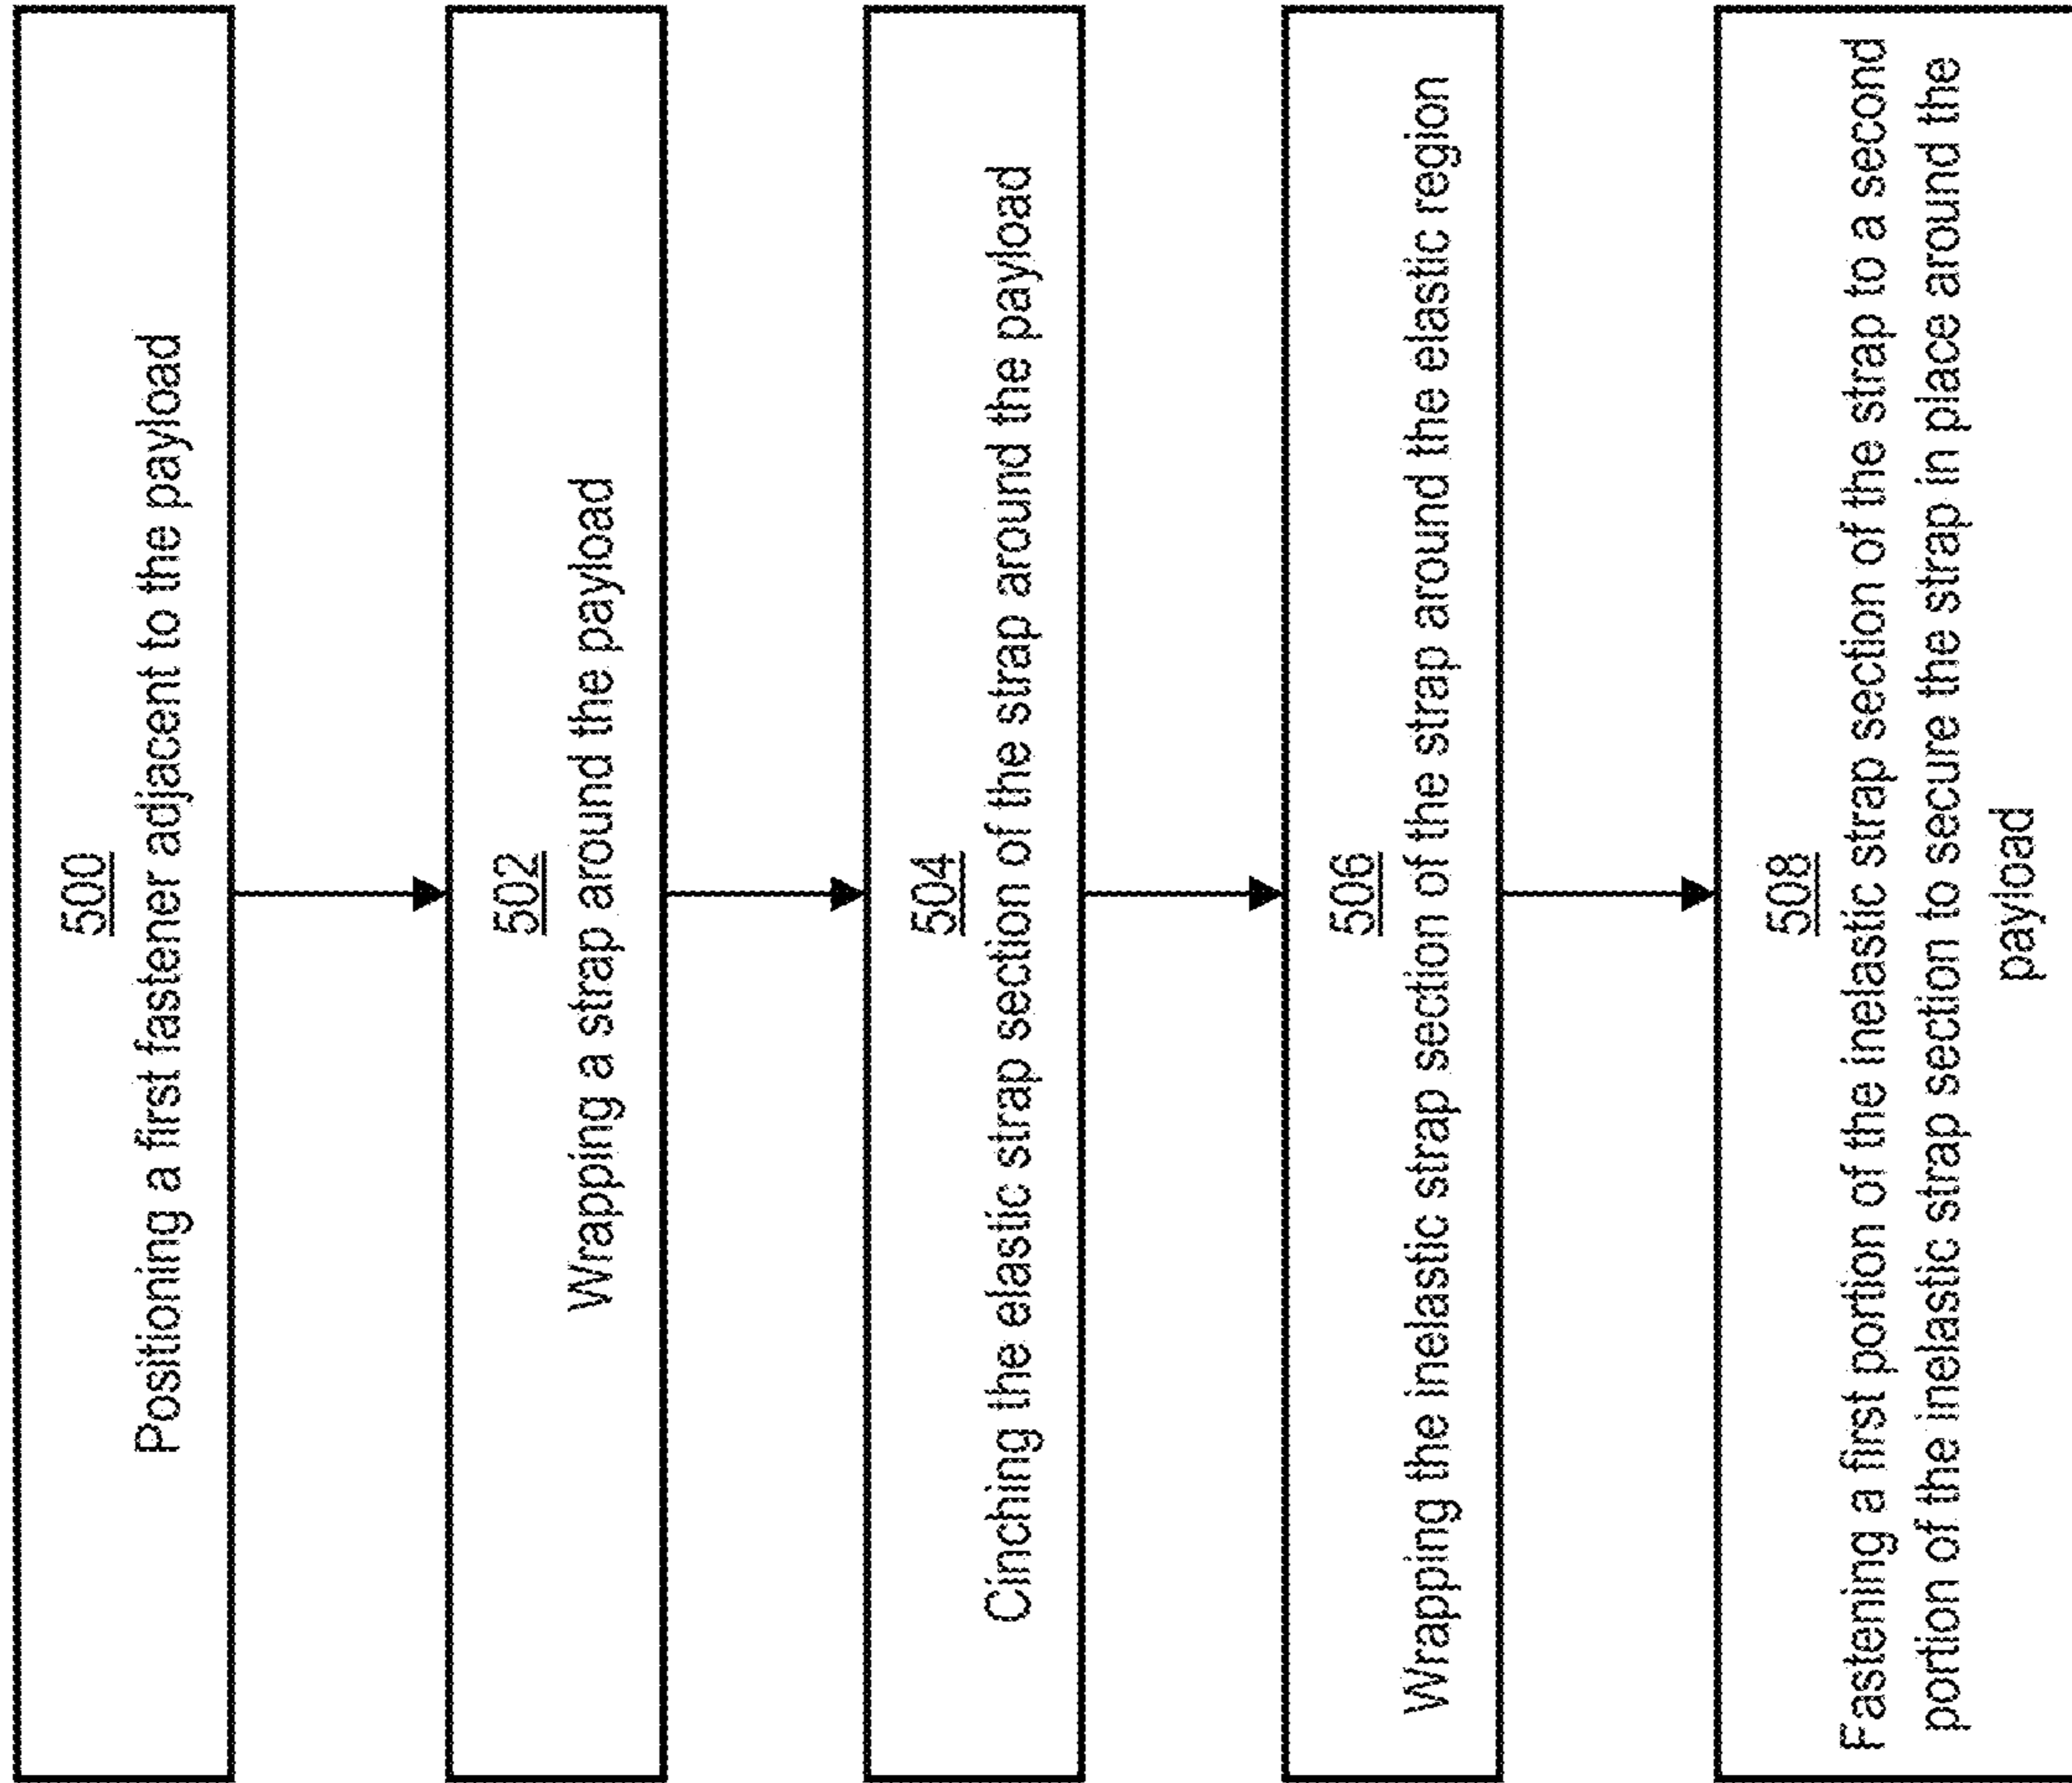 500
Positioning a first fastener adjacent to the payload
502
Wrapping a strap around the payload
504
Cinching the elastic strap section of the strap around the payload
506
Wrapping the inelastic strap section of the strap around the elastic region
508
Fastening a first portion of the inelastic strap section of the strap to a second
portion of the inelastic strap section to secure the strap in place around the
payload